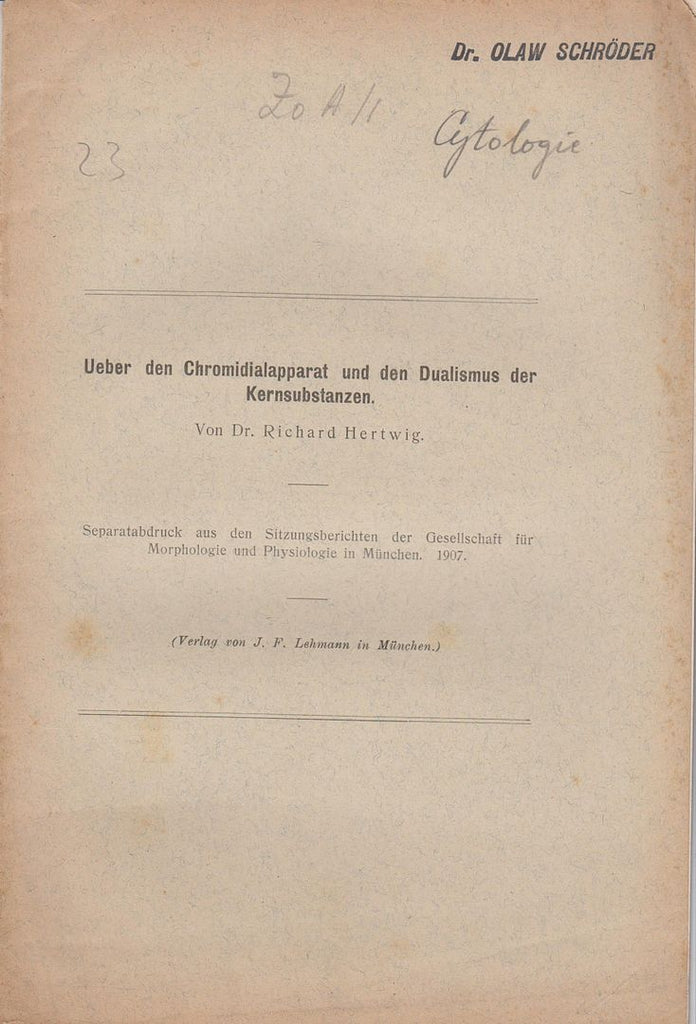 Dr. OLAW SCHRÖDER
Zo A/1
Cytologie
23
Ueber den Chromidialapparat und den Dualismus der
Kernsubstanzen.
Von Dr. Richard Hertwig.
Separatabdruck aus den Sitzungsberichten der Gesellschaft für
Morphologie und Physiologie in München. 1907.
(Verlag von J. F. Lehmann in München.)